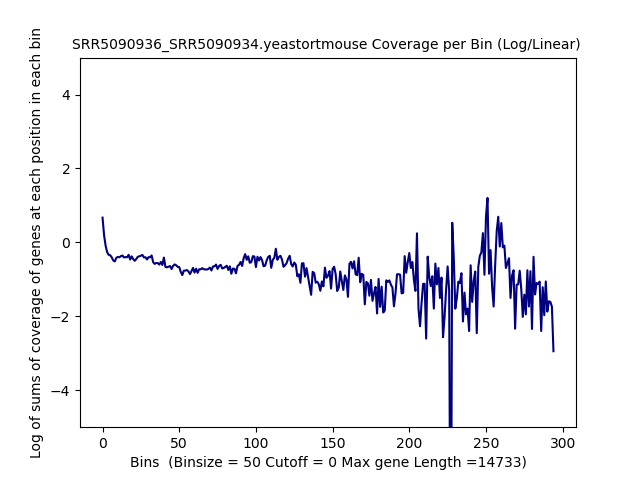 SRR5090936_SRR5090934.yeastortmouse Coverage per Bin (Log/Linear)
Log of sums of coverage of genes at each position in each bin
4
2
0
−2
−4
0 50 100 150 200 250 300
Bins  (Binsize = 50 Cutoff = 0 Max gene Length =14733)